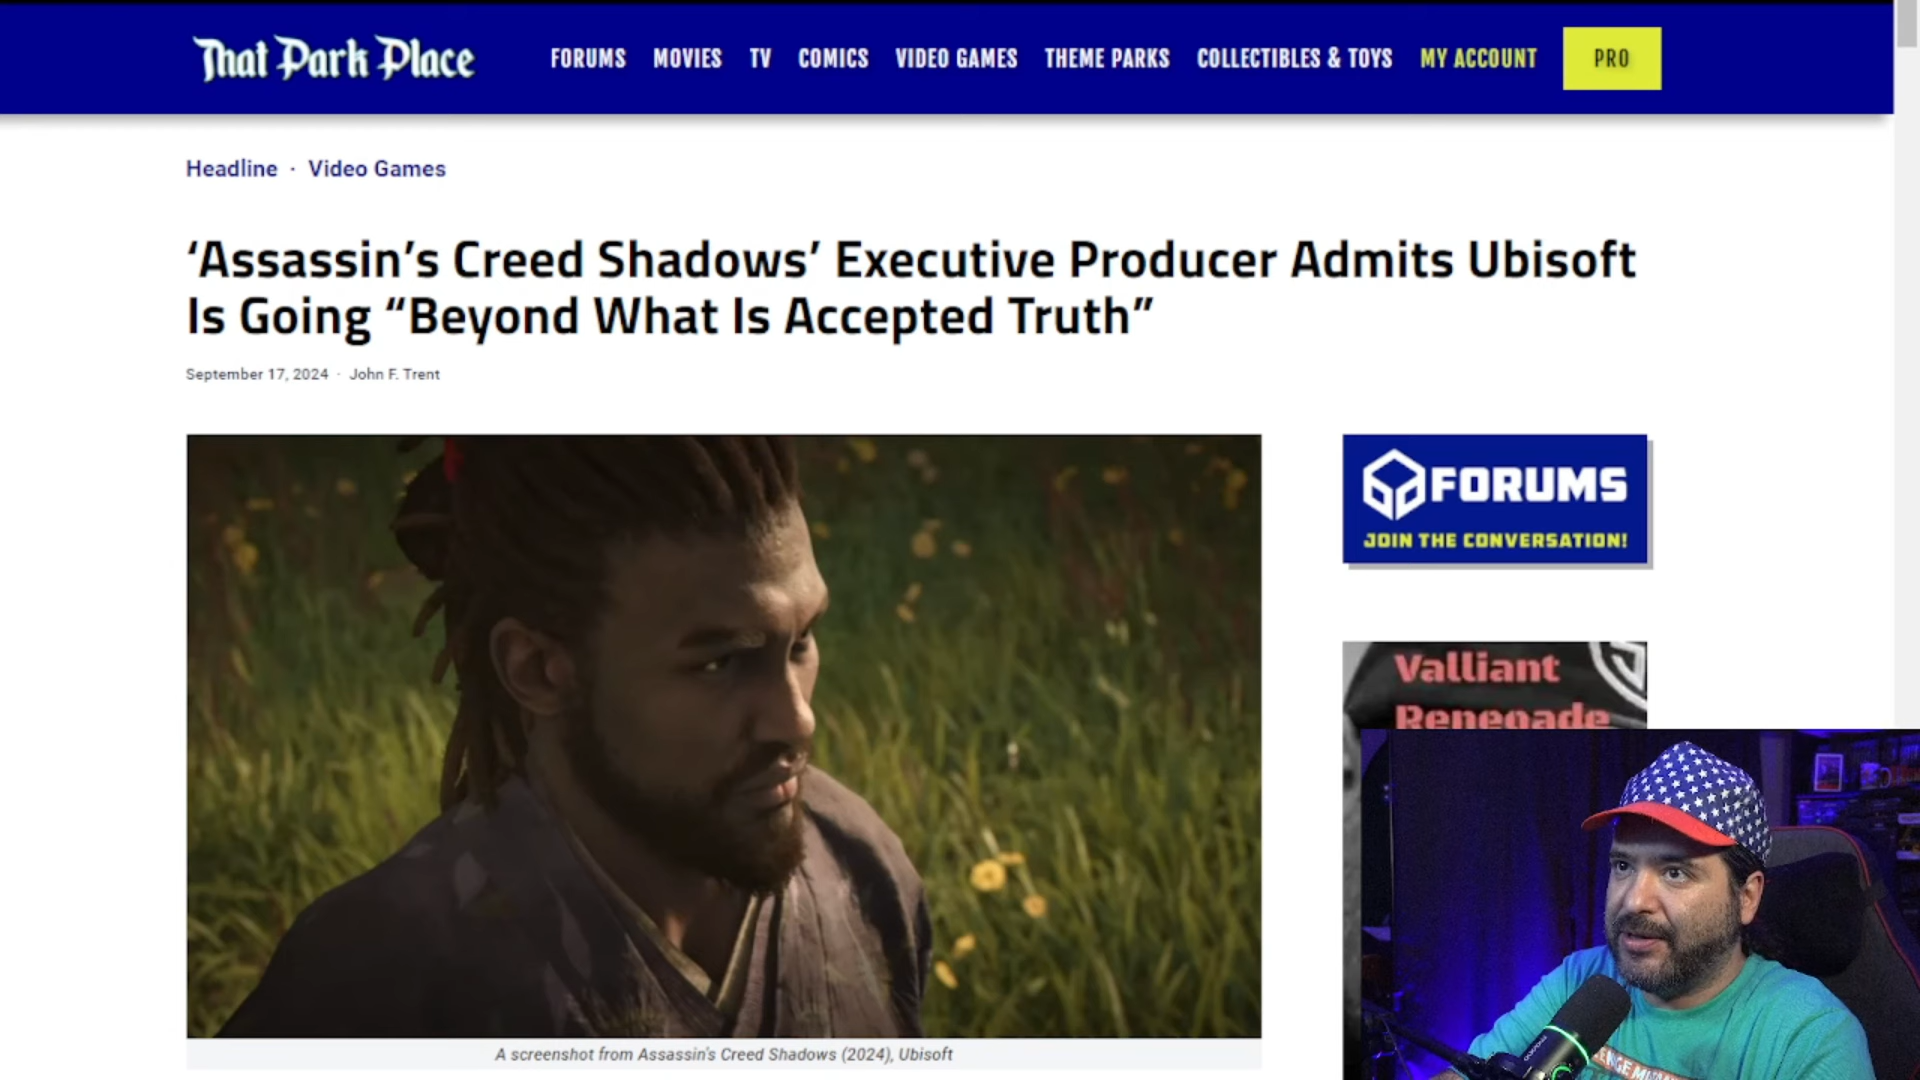 That Park Place
FORUMS MOVIES TV COMICS VIDEO GAMES THEME PARKS COLLECTIBLES & TOYS MY ACCOUNT PRO
Headline · Video Games
‘Assassin’s Creed Shadows’ Executive Producer Admits Ubisoft
Is Going “Beyond What Is Accepted Truth”
September 17, 2024 · John F. Trent
FORUMS
JOIN THE CONVERSATION!
Valliant
Renegade
A screenshot from Assassin's Creed Shadows (2024), Ubisoft